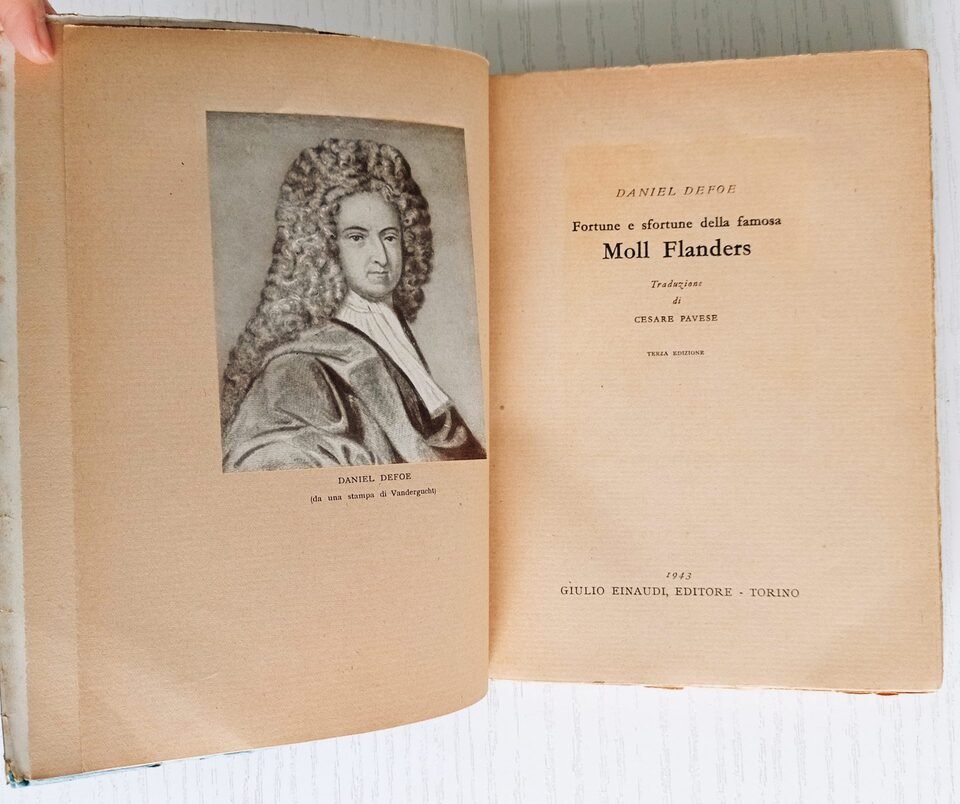 DANIEL DEFOE
(da una stampa di Vandergucht)
DANIEL DEFOE
Fortune e sfortune della famosa
Moll Flanders
Traduzione
di
CESARE PAVESE
TERZA EDIZIONE
1943
GIULIO EINAUDI, EDITORE - TORINO